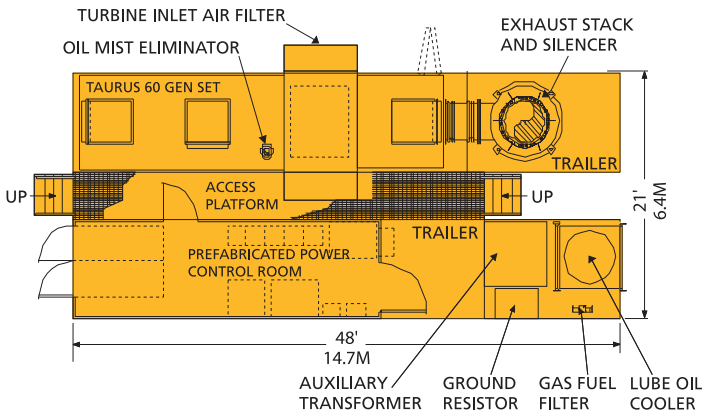 TURBINE INLET AIR FILTER
OIL MIST ELIMINATOR
EXHAUST STACK
AND SILENCER
TAURUS 60 GEN SET
TRAILER
UP
ACCESS
PLATFORM
UP
21'
6.4M
TRAILER
PREFABRICATED POWER
CONTROL ROOM
48'
14.7M
AUXILIARY
TRANSFORMER
GROUND
RESISTOR
GAS FUEL
FILTER
LUBE OIL
COOLER